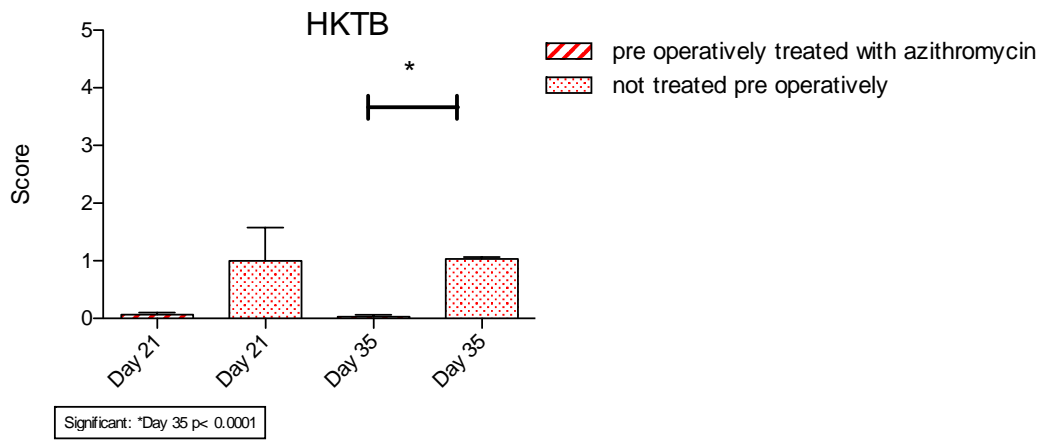 HKTB
pre operatively treated with azithromycin
not treated pre operatively
*
Score
5
4
3
2
1
0
Day 21
Day 21
Day 35
Day 35
Significant: *Day 35 p< 0.0001